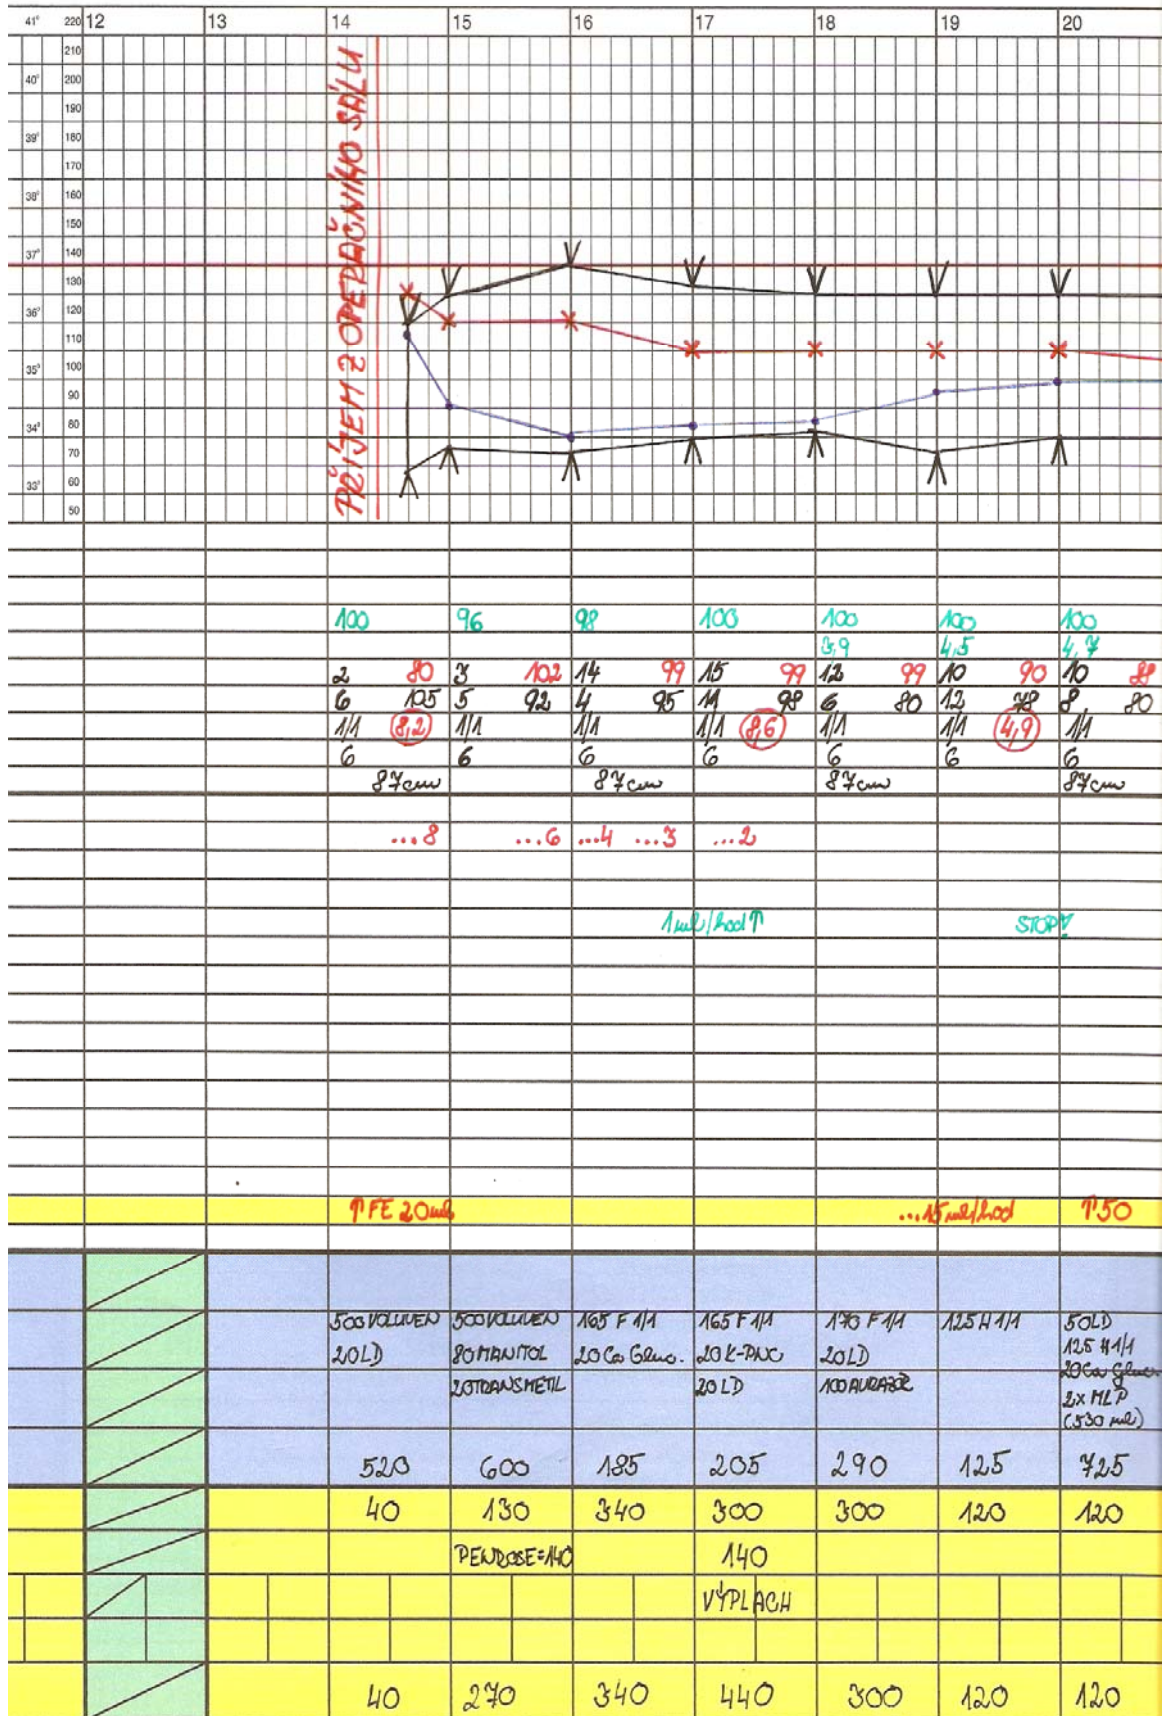 41° 220 12 13 14 15 16 17 18 19 20
210
40° 200
190
39° 180
170
38° 160
150
37° 140
130
36° 120
110
35° 100
90
34° 80
70
33° 60
50
PŘÍJEM Z OPERAČNÍHO SÁLU
100 96 98 100 100 100 100
3,9 4,5 4,7
2 80 3 102 14 99 15 99 12 99 10 90 10 88
6 105 5 92 4 95 11 98 6 80 12 78 8 80
1/1 8,2 1/1 1/1 1/1 8,6 1/1 1/1 4,9 1/1
6 6 6 6 6 6 6
87cm 87cm 87cm 87cm
...8 ...6 ...4 ...3 ...2
1ml/hod↑ STOP!
↑FE 20ml ...15ml/hod ↑50
500 VOLUVEN 500 VOLUVEN 165 F 1/1 165 F 1/1 170 F 1/1 125 H 1/1 50LD
20LD 80 MANITOL 20 Ca Gluc. 20 K-PNC 20LD 125 H 1/1
20 TRANSMETIL 20 LD 20 Ca Gluc.
2x MLP
(530 ml)
520 600 185 205 290 125 725
40 130 340 300 300 120 120
PENROSE=140 140
VÝPLACH
40 270 340 440 300 120 120